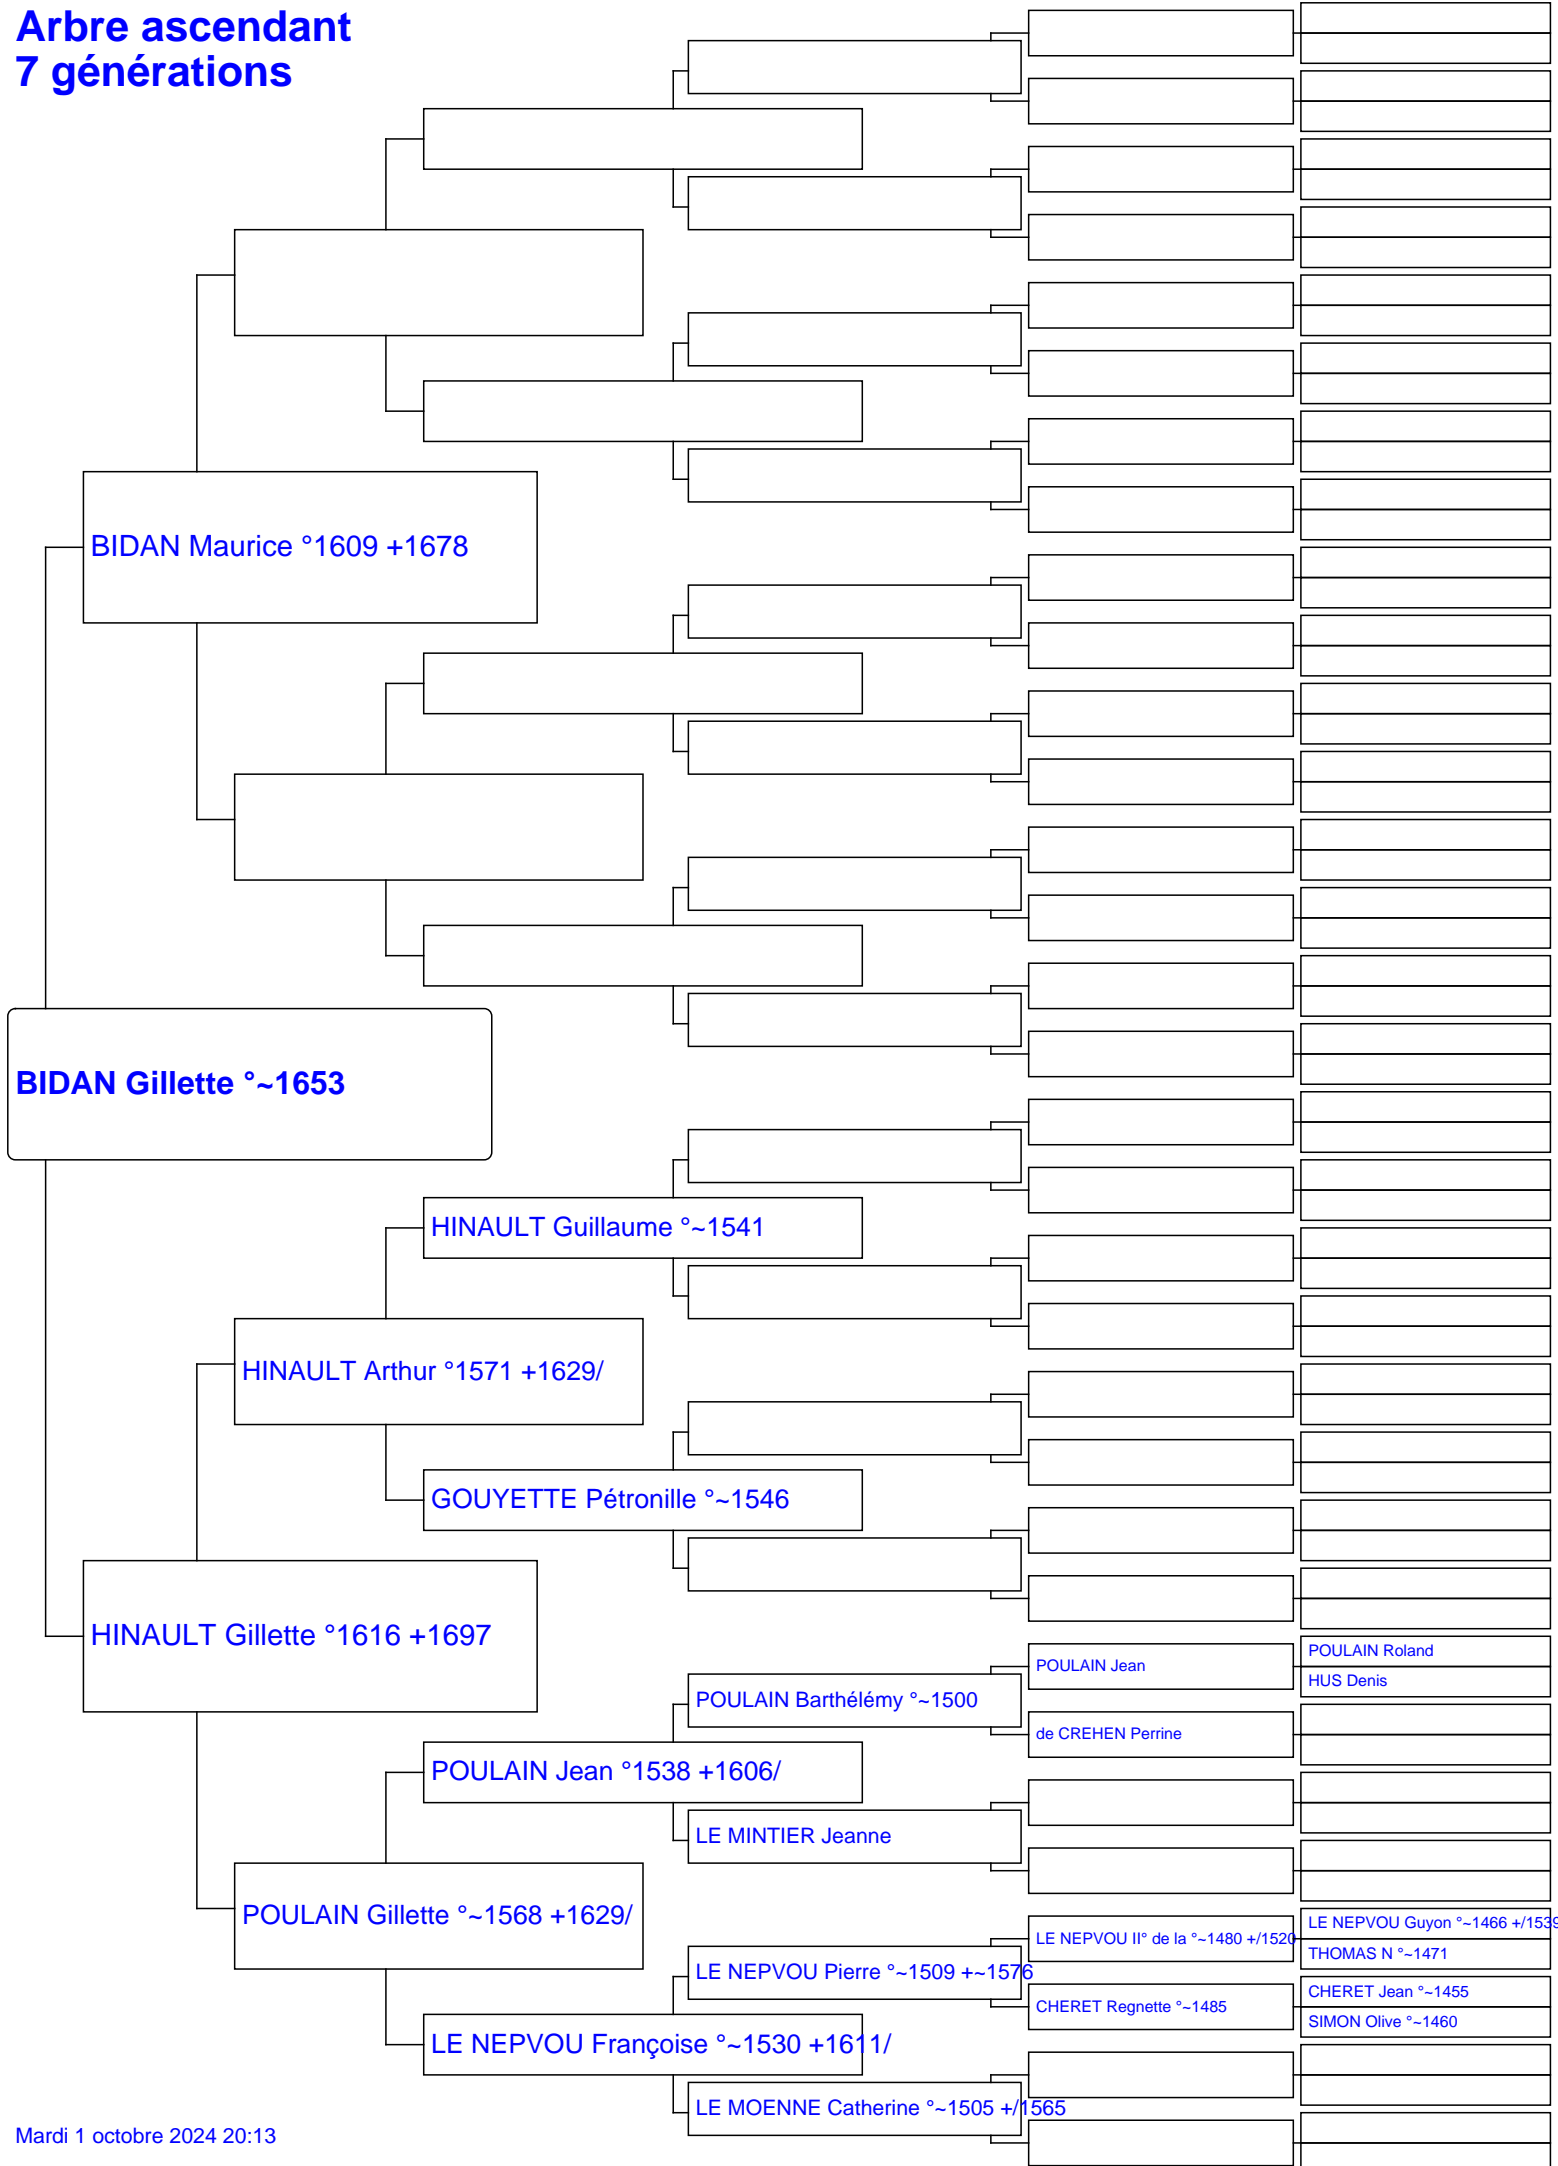 Arbre ascendant
7 générations
BIDAN Maurice °1609 +1678
BIDAN Gillette °~1653
HINAULT Guillaume °~1541
HINAULT Arthur °1571 +1629/
GOUYETTE Pétronille °~1546
HINAULT Gillette °1616 +1697
POULAIN Roland
POULAIN Jean
HUS Denis
POULAIN Barthélémy °~1500
de CREHEN Perrine
POULAIN Jean °1538 +1606/
LE MINTIER Jeanne
POULAIN Gillette °~1568 +1629/
LE NEPVOU Guyon °~1466 +/1539
LE NEPVOU II° de la °~1480 +/1520
THOMAS N °~1471
LE NEPVOU Pierre °~1509 +~1576
CHERET Jean °~1455
CHERET Regnette °~1485
SIMON Olive °~1460
LE NEPVOU Françoise °~1530 +1611/
LE MOENNE Catherine °~1505 +/1565
Mardi 1 octobre 2024 20:13